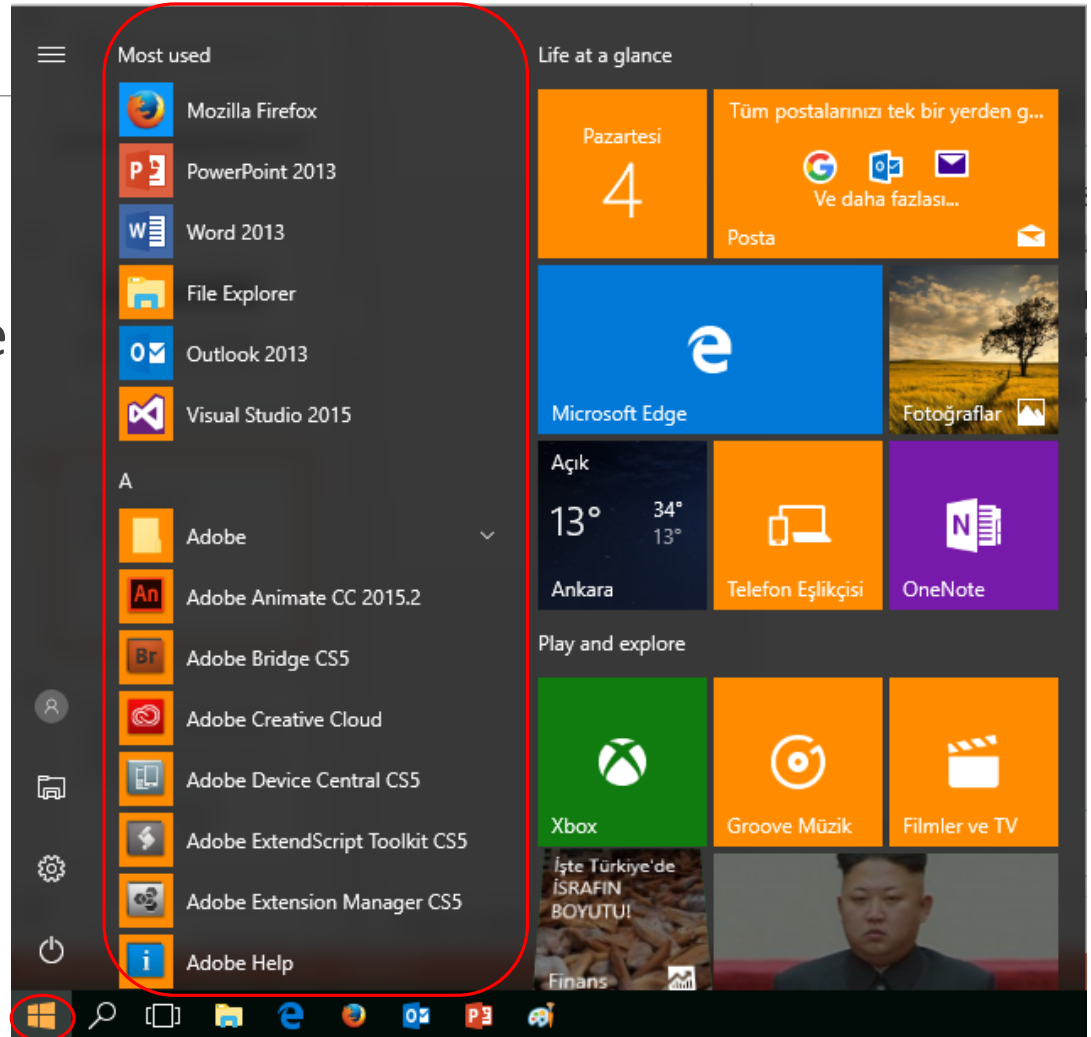 Most used
Mozilla Firefox
PowerPoint 2013
Word 2013
File Explorer
Outlook 2013
Visual Studio 2015
A
Adobe
An
Adobe Animate CC 2015.2
Br
Adobe Bridge CS5
Adobe Creative Cloud
Adobe Device Central CS5
Adobe ExtendScript Toolkit CS5
Adobe Extension Manager CS5
Adobe Help
Life at a glance
Pazartesi
4
Tüm postalarınızı tek bir yerden g...
Ve daha fazlası...
Posta
Microsoft Edge
Fotoğraflar
Açık
13° 34°
13°
Ankara
Telefon Eşlikçisi
OneNote
Play and explore
Xbox
Groove Müzik
Filmler ve TV
İşte Türkiye'de
İSRAFIN
BOYUTU!
Finans